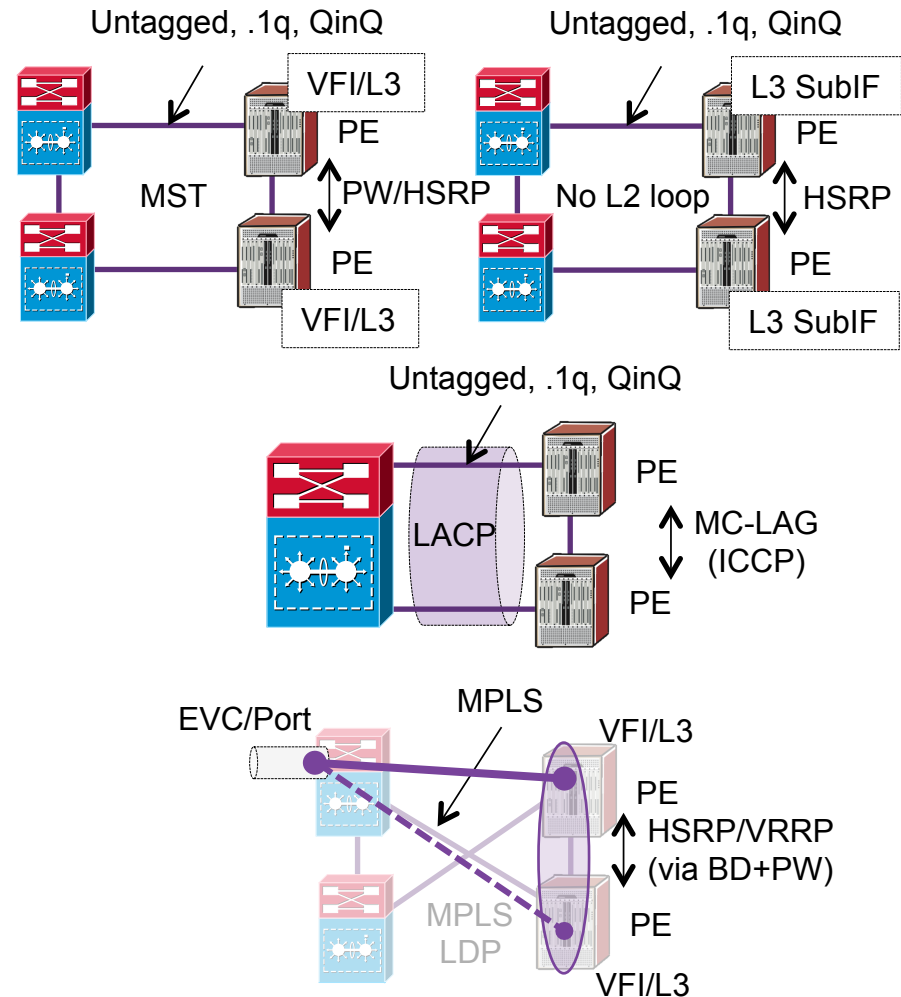 Untagged, .1q, QinQ
VFI/L3
PE
MST
PW/HSRP
PE
VFI/L3
Untagged, .1q, QinQ
L3 SubIF
PE
No L2 loop
HSRP
PE
L3 SubIF
Untagged, .1q, QinQ
PE
LACP
MC-LAG
(ICCP)
PE
MPLS
EVC/Port
VFI/L3
PE
HSRP/VRRP
(via BD+PW)
MPLS
LDP
PE
VFI/L3